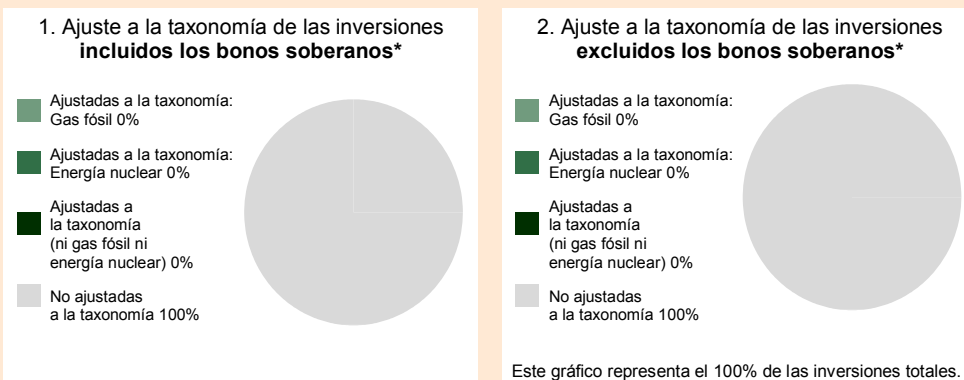 1. Ajuste a la taxonomía de las inversiones
incluidos los bonos soberanos*
Ajustadas a la taxonomía:
Gas fósil 0%
Ajustadas a la taxonomía:
Energía nuclear 0%
Ajustadas a
la taxonomía
(ni gas fósil ni
energía nuclear) 0%
No ajustadas
a la taxonomía 100%
2. Ajuste a la taxonomía de las inversiones
excluidos los bonos soberanos*
Ajustadas a la taxonomía:
Gas fósil 0%
Ajustadas a la taxonomía:
Energía nuclear 0%
Ajustadas a
la taxonomía
(ni gas fósil ni
energía nuclear) 0%
No ajustadas
a la taxonomía 100%
Este gráfico representa el 100% de las inversiones totales.